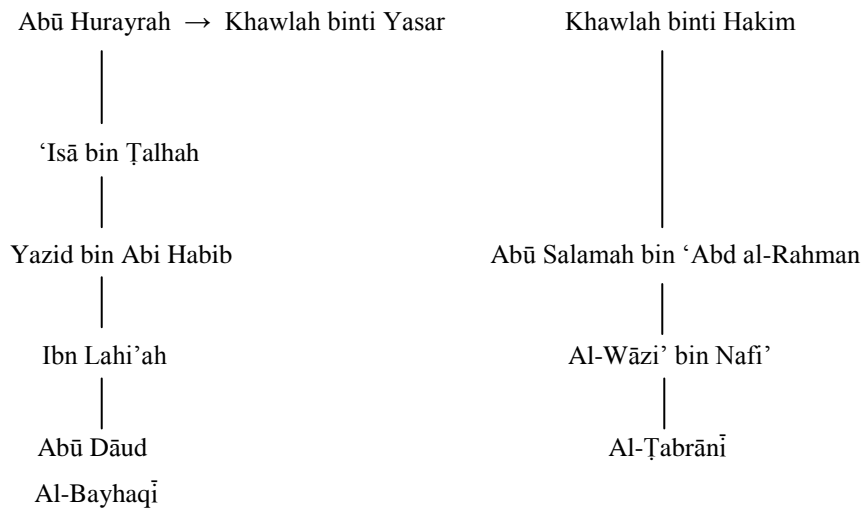 Abū Hurayrah → Khawlah binti Yasar Khawlah binti Hakim
‘Isā bin Ṭalhah
Yazid bin Abi Habib Abū Salamah bin ‘Abd al-Rahman
Ibn Lahi’ah Al-Wāzi’ bin Nafi’
Abū Dāud Al-Ṭabrānī̇
Al-Bayhaqī̇